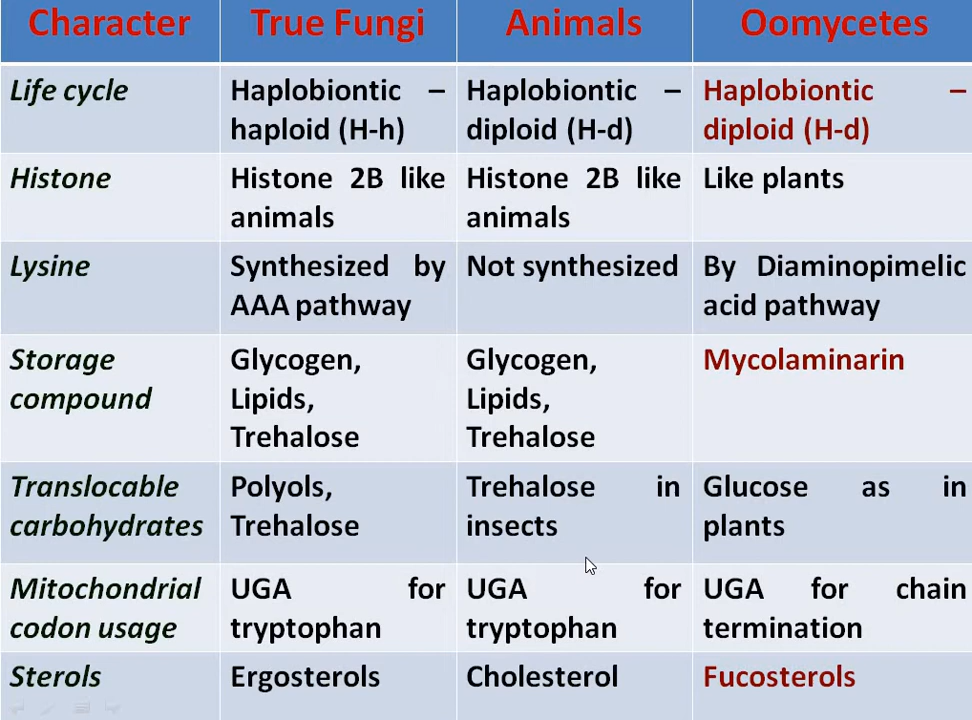 Character True Fungi Animals Oomycetes
Life cycle Haplobiontic – Haplobiontic – Haplobiontic –
haploid (H-h) diploid (H-d) diploid (H-d)
Histone Histone 2B like Histone 2B like Like plants
animals animals
Lysine Synthesized by Not synthesized By Diaminopimelic
AAA pathway acid pathway
Storage Glycogen, Glycogen, Mycolaminarin
compound Lipids, Lipids,
Trehalose Trehalose
Translocable Polyols, Trehalose in Glucose as in
carbohydrates Trehalose insects plants
Mitochondrial UGA for UGA for UGA for chain
codon usage tryptophan tryptophan termination
Sterols Ergosterols Cholesterol Fucosterols